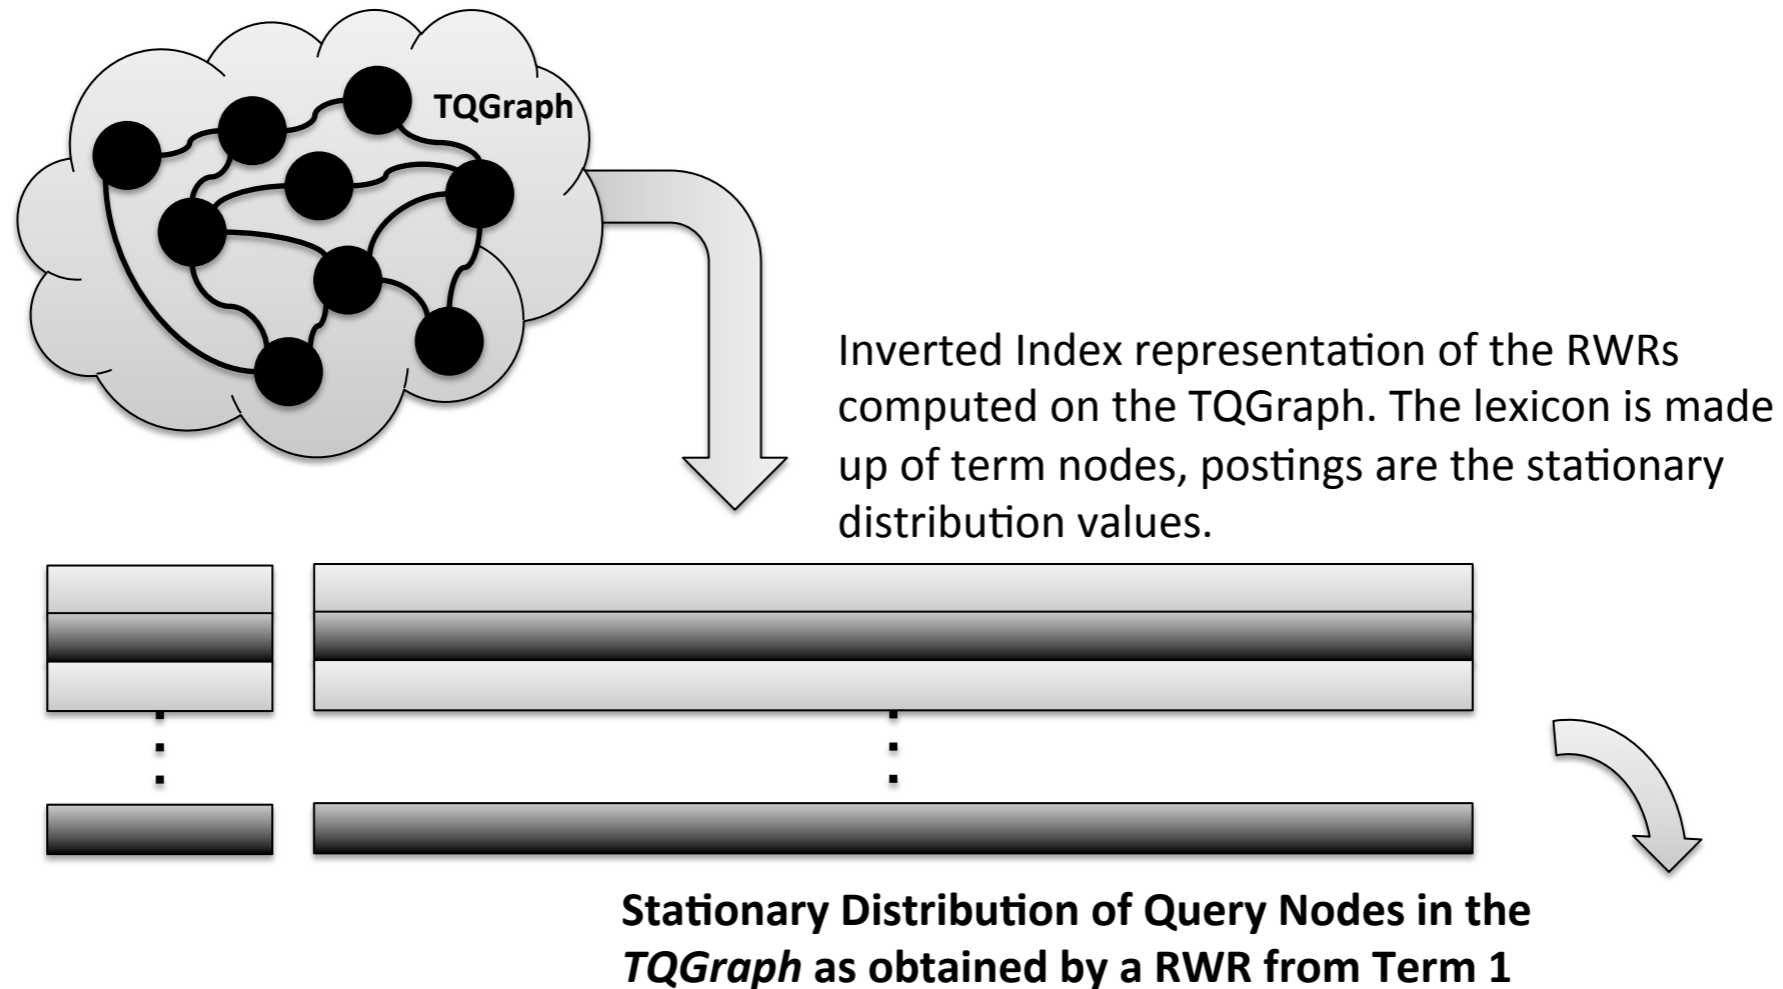 TQGraph
Inverted Index representation of the RWRs
computed on the TQGraph. The lexicon is made
up of term nodes, postings are the stationary
distribution values.
Stationary Distribution of Query Nodes in the
TQGraph as obtained by a RWR from Term 1